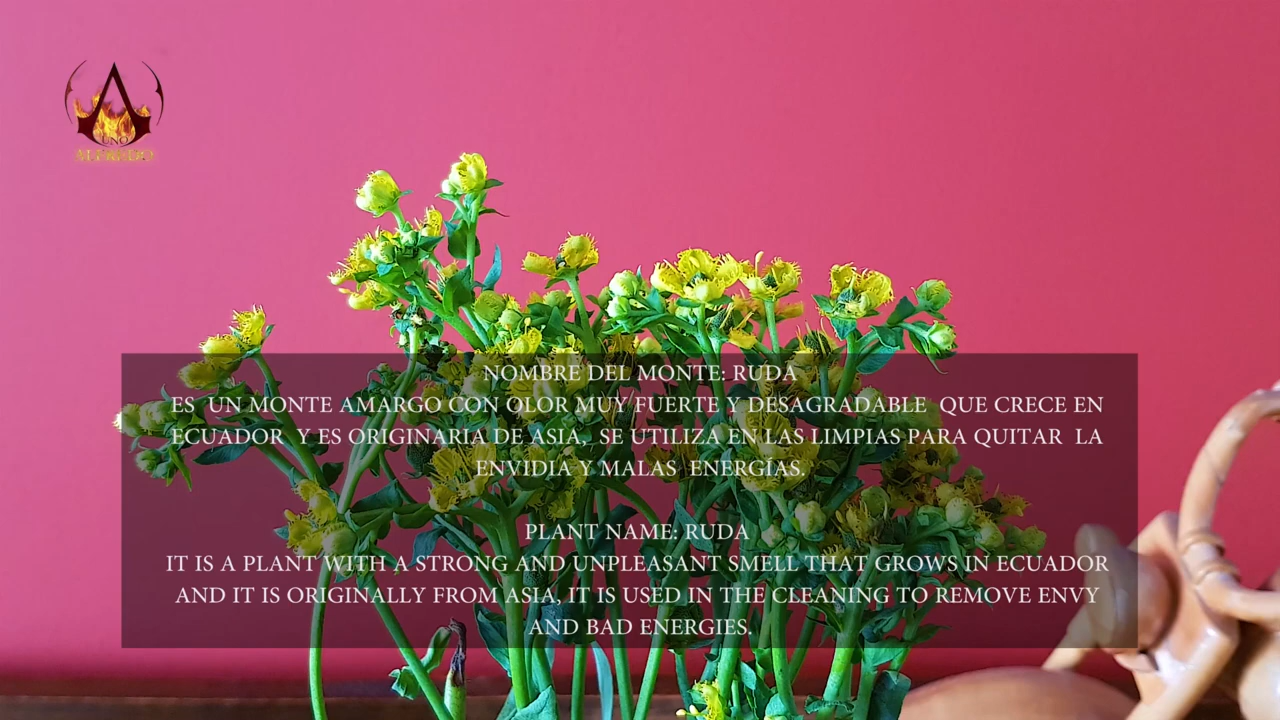 UNO
NOMBRE DEL MONTE: RUDA
ES UN MONTE AMARGO CON OLOR MUY FUERTE Y DESAGRADABLE QUE CRECE EN
ECUADOR Y ES ORIGINARIA DE ASIA, SE UTILIZA EN LAS LIMPIAS PARA QUITAR LA
ENVIDIA Y MALAS ENERGÍAS.
PLANT NAME: RUDA
IT IS A PLANT WITH A STRONG AND UNPLEASANT SMELL THAT GROWS IN ECUADOR
AND IT IS ORIGINALLY FROM ASIA, IT IS USED IN THE CLEANING TO REMOVE ENVY
AND BAD ENERGIES.